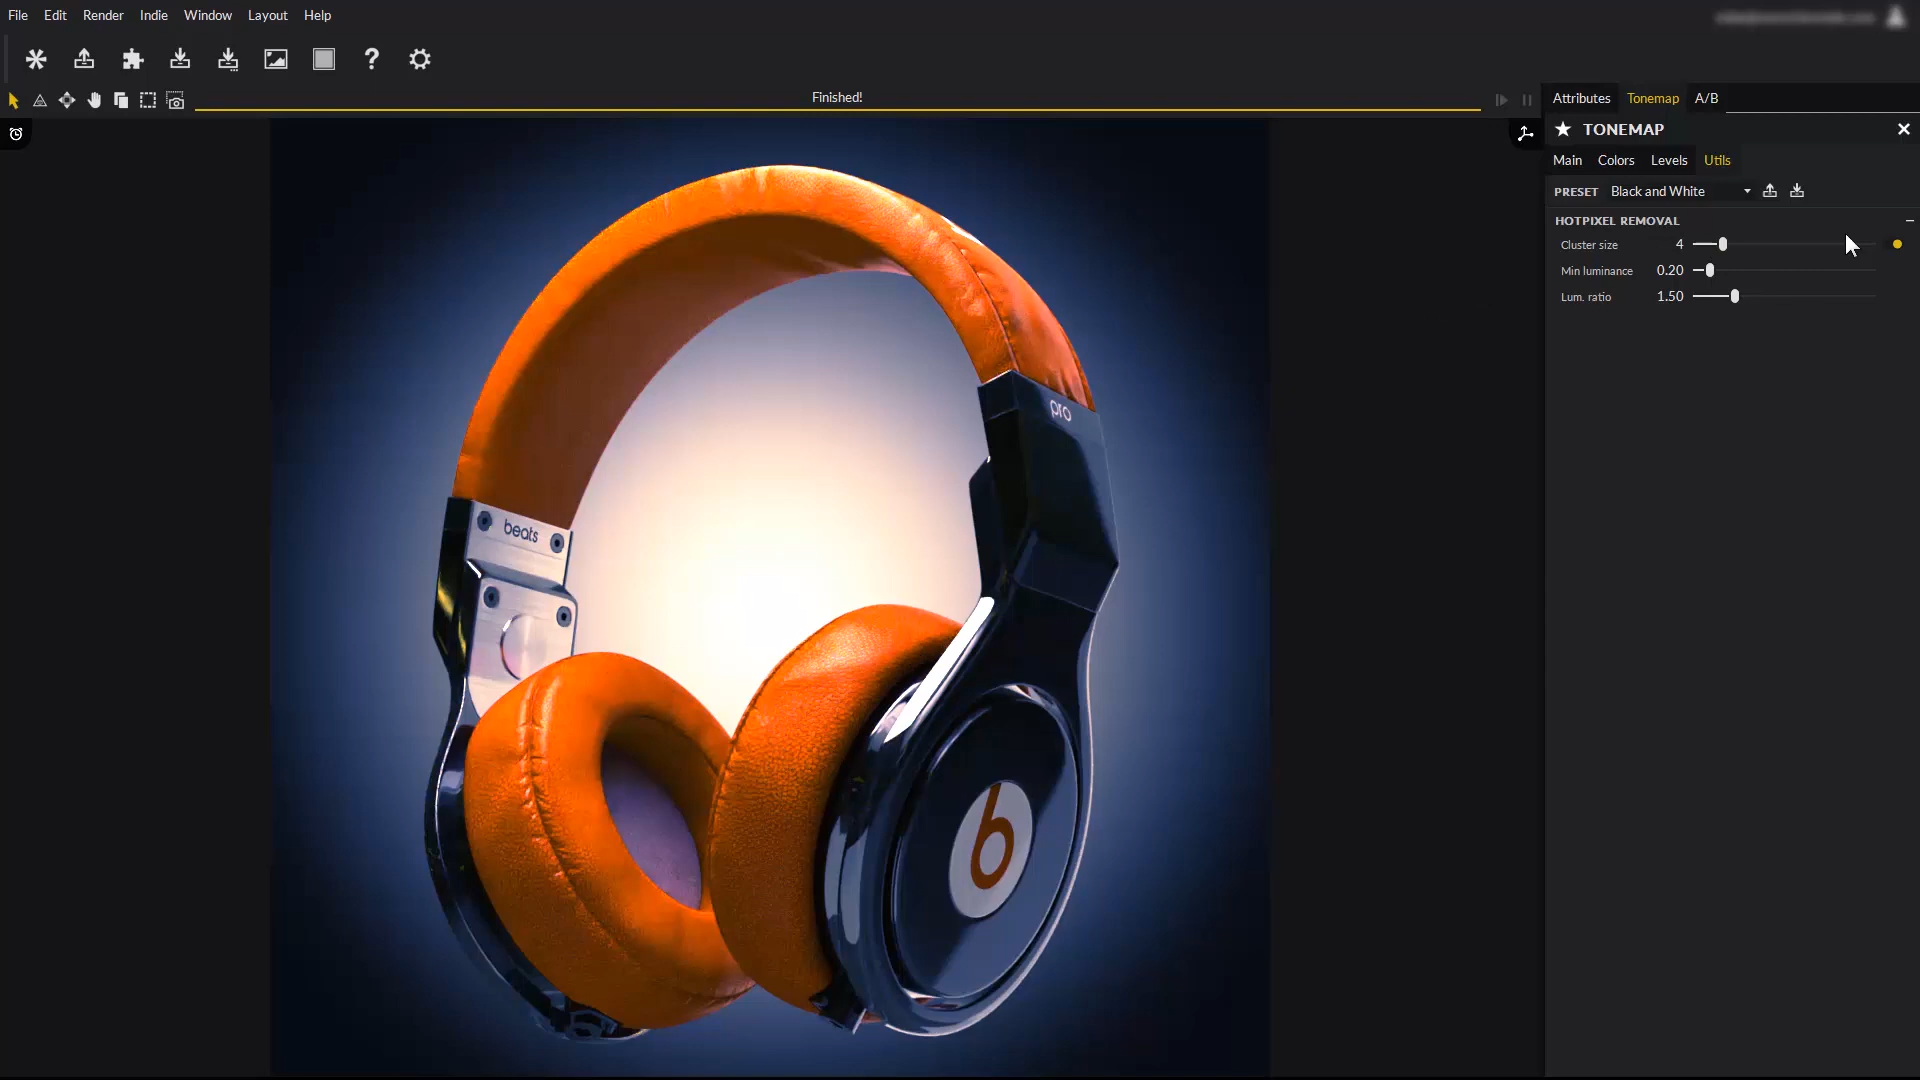 File Edit Render Indie Window Layout Help
Finished!
Attributes Tonemap A/B
TONEMAP
Main Colors Levels Utils
PRESET Black and White
HOTPIXEL REMOVAL
Cluster size 4
Min luminance 0.20
Lum. ratio 1.50
pro
beats
b